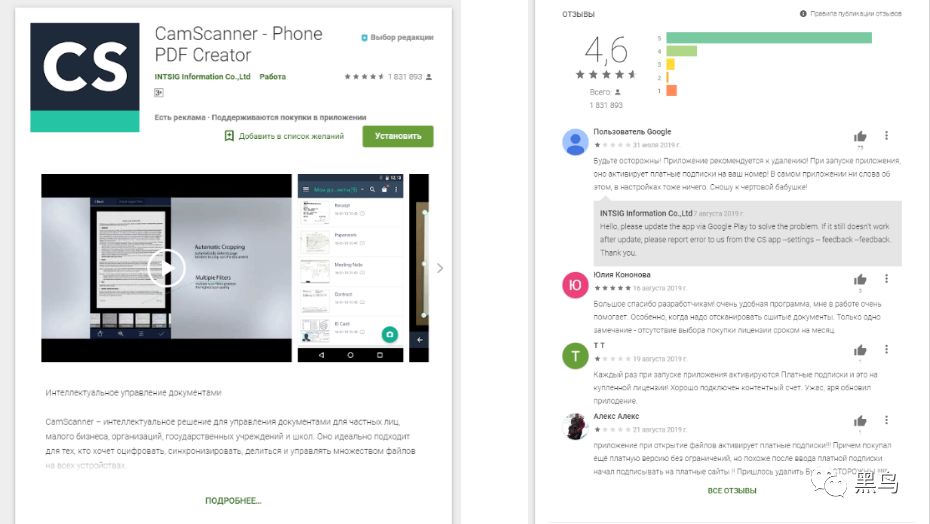 CS
CamScanner - Phone
PDF Creator
Выбор редакции
INTSIG Information Co.,Ltd Работа
1 831 893
3+
Есть реклама · Поддерживаются покупки в приложении
Добавить в список желаний
Установить
Automatic Cropping
Multiple Filters
Receipt
Paperwork
Meeting Note
Contract
ID Card
Интеллектуальное управление документами
CamScanner – интеллектуальное решение для управления документами для частных лиц,
малого бизнеса, организаций, государственных учреждений и школ. Оно идеально подходит
для тех, кто хочет оцифровать, синхронизировать, делиться и управлять множеством файлов
на всех устройствах.
ПОДРОБНЕЕ...
ОТЗЫВЫ
Правила публикации отзывов
4,6
Всего:
1 831 893
5
4
3
2
1
Пользователь Google
31 июля 2019 г.
75
Будьте осторожны! Приложение рекомендуется к удалению! При запуске приложения,
оно активирует платные подписки на ваш номер! В самом приложении ни слова об
этом, в настройках тоже ничего. Сношу к чертовой бабушке!
INTSIG Information Co.,Ltd 7 августа 2019 г.
Hello, please update the app via Google Play to solve the problem. If it still doesn't work
after update, please report error to us from the CS app --settings -- feedback --feedback.
Thank you.
Ю
Юлия Кононова
16 августа 2019 г.
3
Большое спасибо разработчикам! очень удобная программа, мне в работе очень
помогает. Особенно, когда надо отсканировать сшитые документы. Только одно
замечание - отсутствие выбора покупки лицензии сроком на месяц.
T
T T
19 августа 2019 г.
Каждый раз при запуске приложения активируются Платные подписки и это на
купленной лицензии! Хорошо подключен контентный счет. Ужас, зря обновил
приложение.
Алекс Алекс
21 августа 2019 г.
1
приложение при открытие файлов активирует платные подписки!!! Причем покупал
ещё платную версию без ограничений, но похоже после ввода платной подписки
начал подписывать на платные сайты !! Пришлось удалить
ВСЕ ОТЗЫВЫ
黑鸟